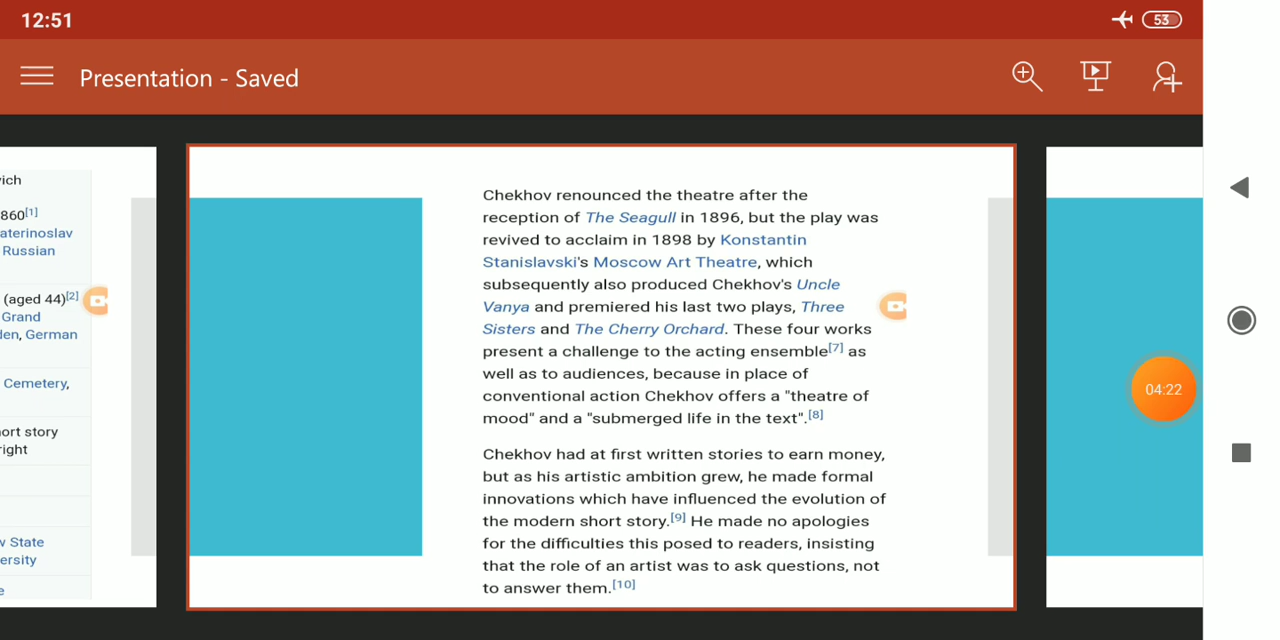 12:51
53
Presentation - Saved
ich
860[1]
aterinoslav
Russian
(aged 44)[2]
Grand
den, German
Cemetery,
ort story
right
State
ersity
Chekhov renounced the theatre after the
reception of The Seagull in 1896, but the play was
revived to acclaim in 1898 by Konstantin
Stanislavski's Moscow Art Theatre, which
subsequently also produced Chekhov's Uncle
Vanya and premiered his last two plays, Three
Sisters and The Cherry Orchard. These four works
present a challenge to the acting ensemble[7] as
well as to audiences, because in place of
conventional action Chekhov offers a "theatre of
mood" and a "submerged life in the text".[8]
Chekhov had at first written stories to earn money,
but as his artistic ambition grew, he made formal
innovations which have influenced the evolution of
the modern short story.[9] He made no apologies
for the difficulties this posed to readers, insisting
that the role of an artist was to ask questions, not
to answer them.[10]
04:22